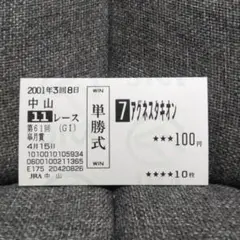 2001年3回8日
中山
11レース
第61回 (GI)
皐月賞
4月15日
1010010105934
0600100211365
E175 20420826
JRA 中山
WIN
単勝式
WIN
7アグネスタキオン
★★★100円
★★★★10枚